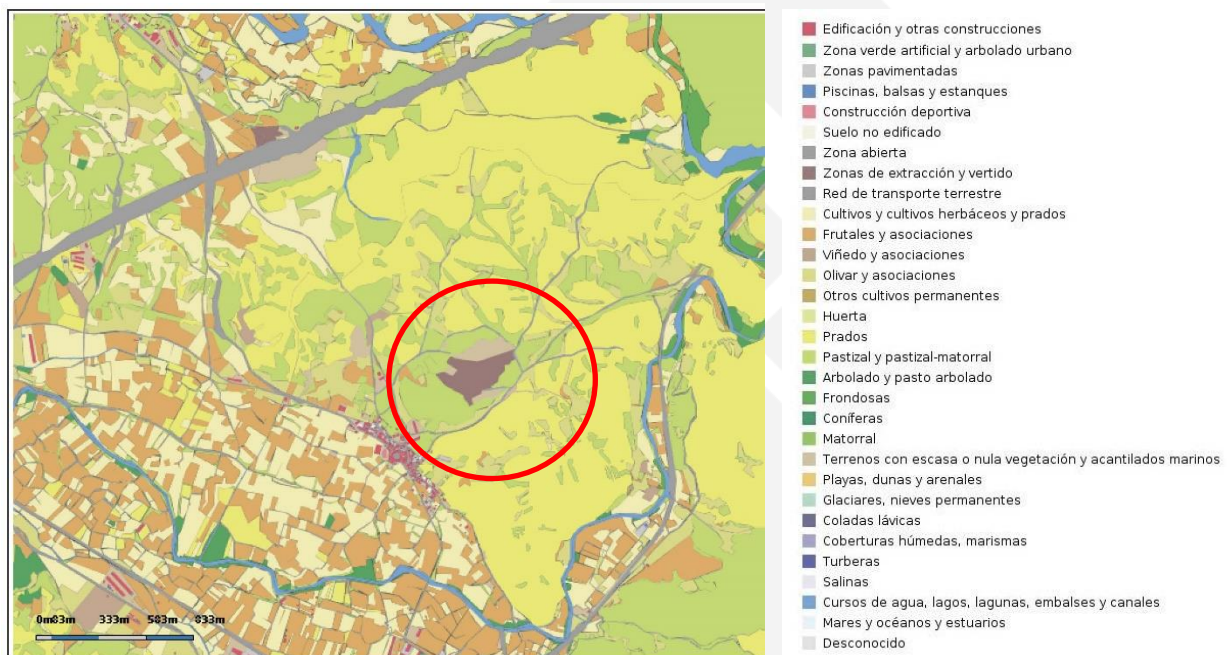 Edificación y otras construcciones
Zona verde artificial y arbolado urbano
Zonas pavimentadas
Piscinas, balsas y estanques
Construcción deportiva
Suelo no edificado
Zona abierta
Zonas de extracción y vertido
Red de transporte terrestre
Cultivos y cultivos herbáceos y prados
Frutales y asociaciones
Viñedo y asociaciones
Olivar y asociaciones
Otros cultivos permanentes
Huerta
Prados
Pastizal y pastizal-matorral
Arbolado y pasto arbolado
Frondosas
Coníferas
Matorral
Terrenos con escasa o nula vegetación y acantilados marinos
Playas, dunas y arenales
Glaciares, nieves permanentes
Coladas lávicas
Coberturas húmedas, marismas
Turberas
Salinas
Cursos de agua, lagos, lagunas, embalses y canales
Mares y océanos y estuarios
Desconocido
333m 583m 833m